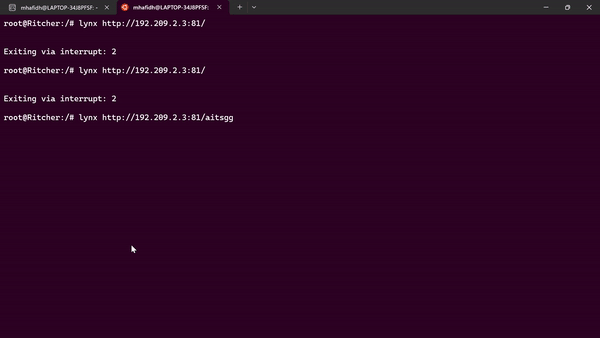 mhafidh@LAPTOP-34J8PFSF: ~
mhafidh@LAPTOP-34J8PFSF:
root@Ritcher:/# lynx http://192.209.2.3:81/
Exiting via interrupt: 2
root@Ritcher:/# lynx http://192.209.2.3:81/
Exiting via interrupt: 2
root@Ritcher:/# lynx http://192.209.2.3:81/aitsgg